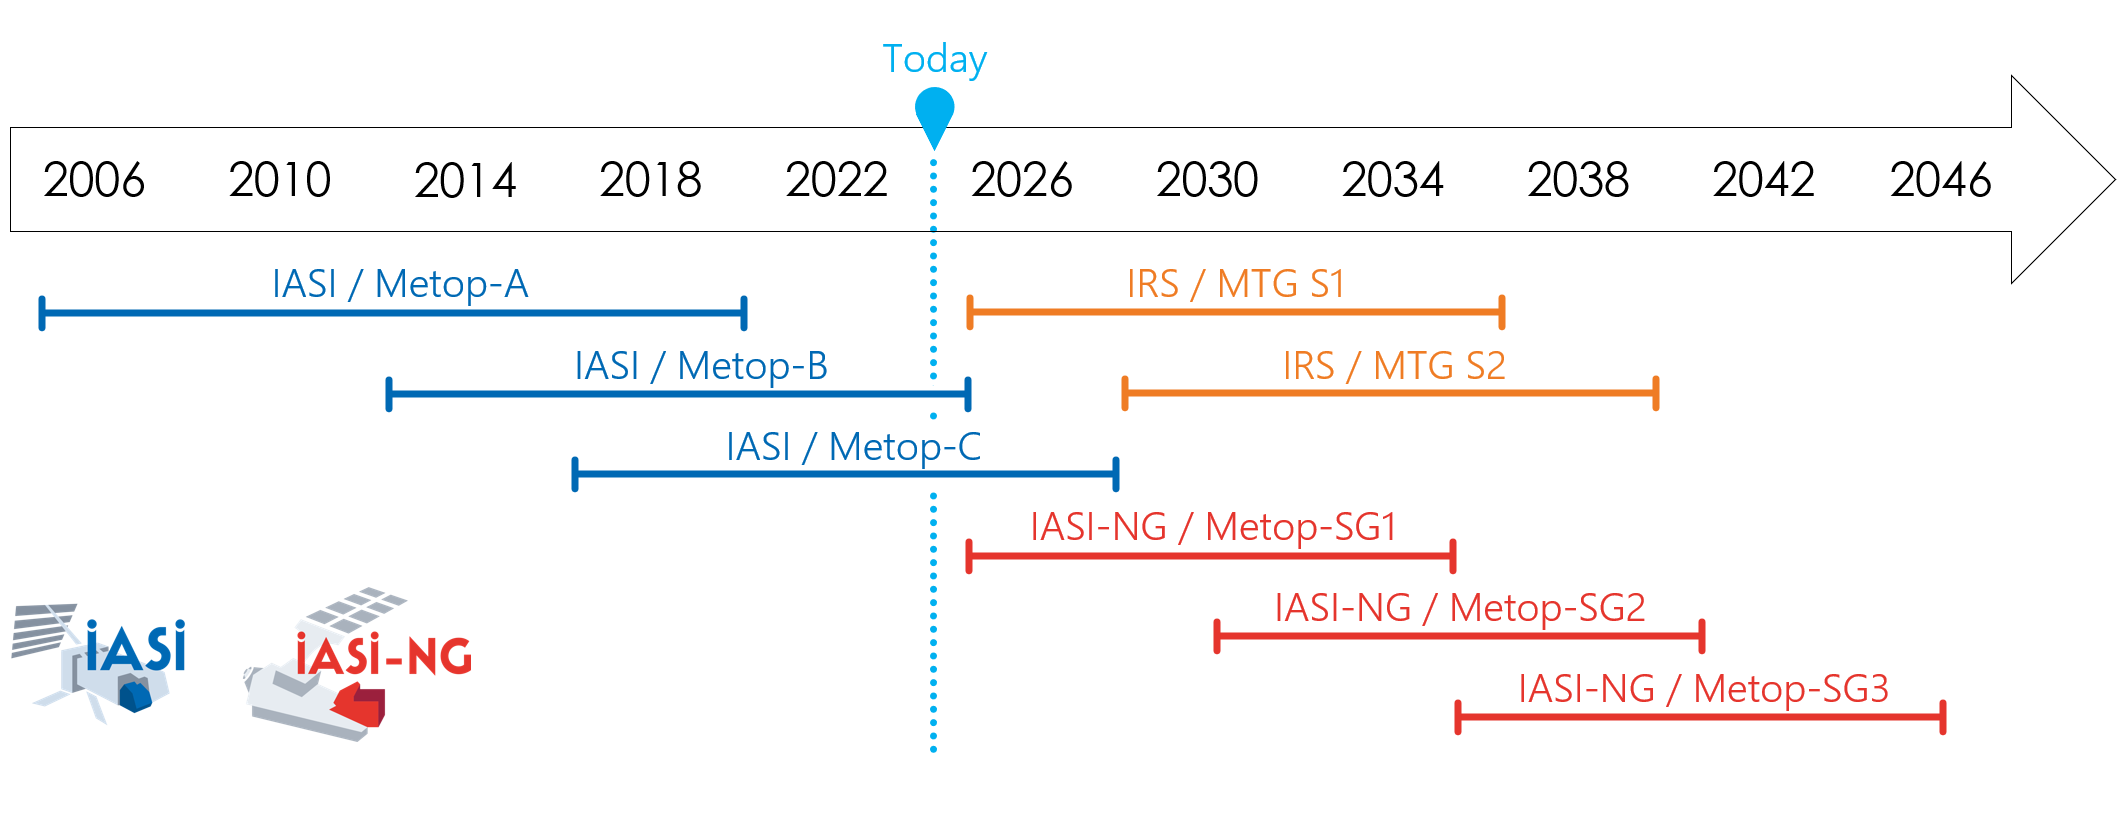 Today
2006 2010 2014 2018 2022 2026 2030 2034 2038 2042 2046
IASI / Metop-A
IRS / MTG S1
IASI / Metop-B
IRS / MTG S2
IASI / Metop-C
IASI-NG / Metop-SG1
IASI-NG / Metop-SG2
IASI-NG / Metop-SG3
iASi
iASi-NG